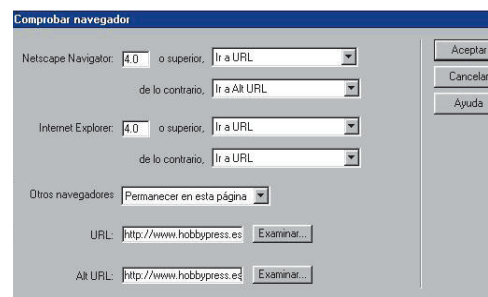 Comprobar navegador
Netscape Navigator: 4.0 o superior, Ir a URL
Aceptar
de lo contrario, Ir a Alt URL
Cancelar
Internet Explorer: 4.0 o superior, Ir a URL
Ayuda
de lo contrario, Ir a URL
Otros navegadores Permanecer en esta página
URL: http://www.hobbypress.es Examinar...
Alt URL: http://www.hobbypress.es Examinar...